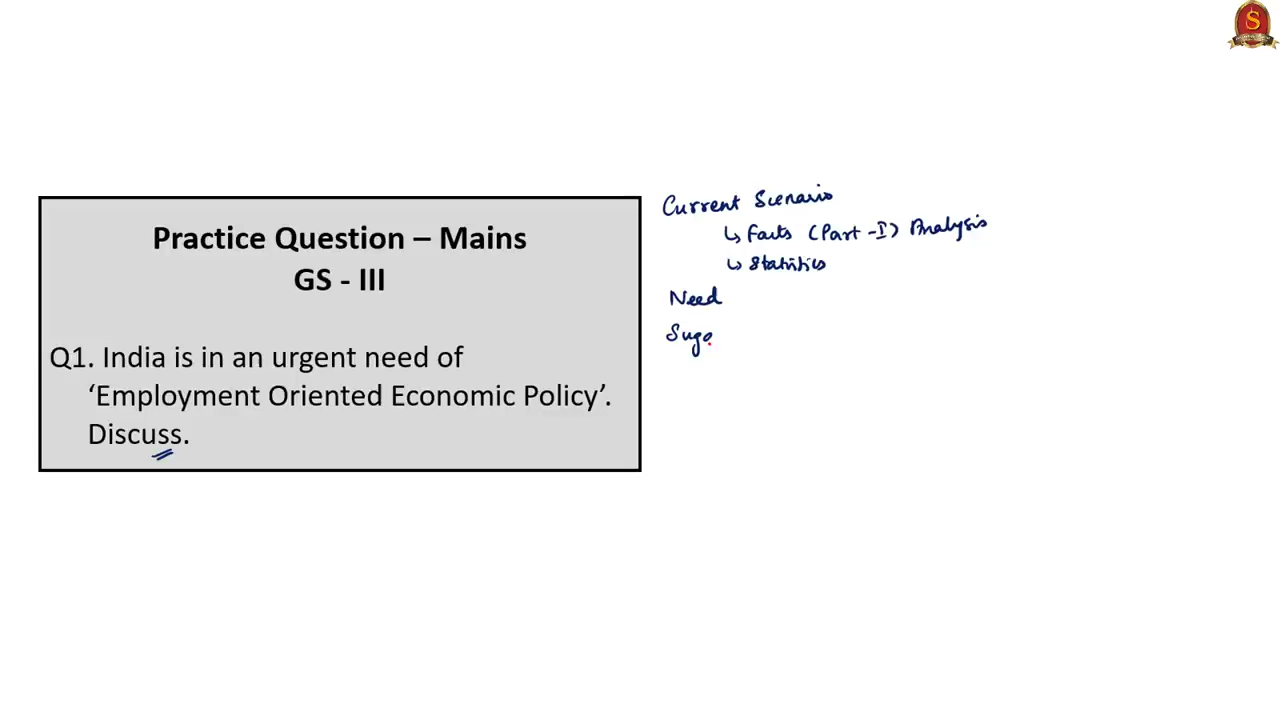 S
Practice Question – Mains
GS - III
Q1. India is in an urgent need of
‘Employment Oriented Economic Policy’.
Discuss.
Current Scenario
↳ Facts (Part -I) Analysis
↳ Statistics
Need
Sugg